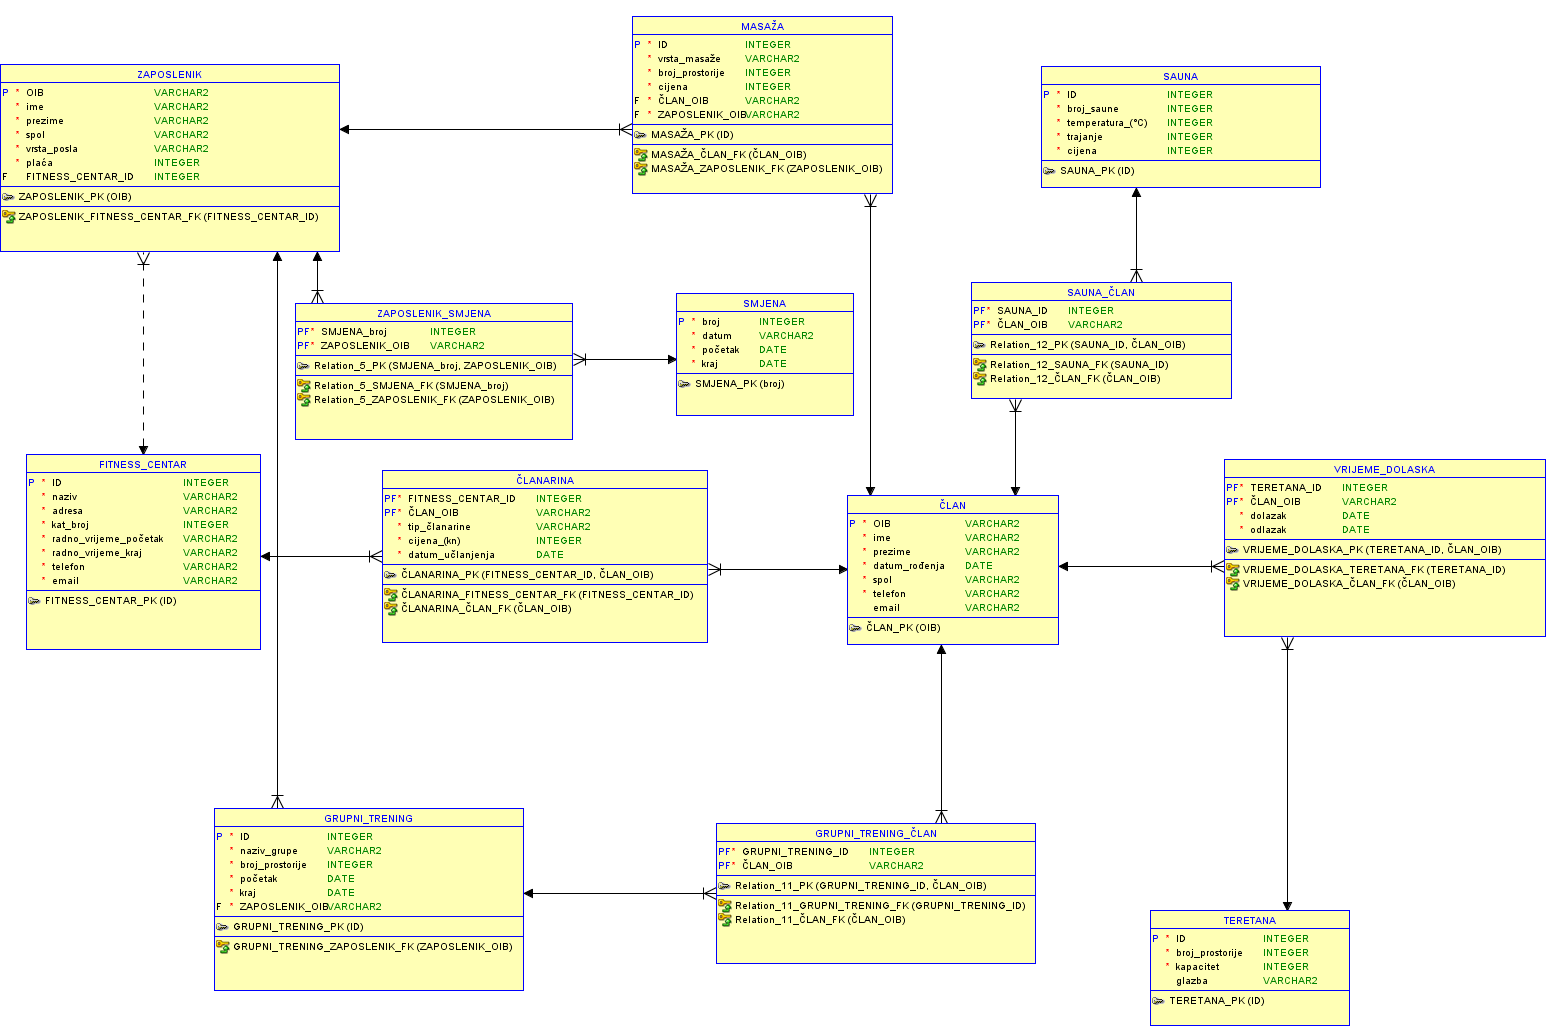 MASAŽA
P * ID INTEGER
* vrsta_masaže VARCHAR2
* broj_prostorije INTEGER
* cijena INTEGER
F * ČLAN_OIB VARCHAR2
F * ZAPOSLENIK_OIB VARCHAR2
MASAŽA_PK (ID)
MASAŽA_ČLAN_FK (ČLAN_OIB)
MASAŽA_ZAPOSLENIK_FK (ZAPOSLENIK_OIB)
ZAPOSLENIK
P * OIB VARCHAR2
* ime VARCHAR2
* prezime VARCHAR2
* spol VARCHAR2
* vrsta_posla VARCHAR2
* plaća INTEGER
F FITNESS_CENTAR_ID INTEGER
ZAPOSLENIK_PK (OIB)
ZAPOSLENIK_FITNESS_CENTAR_FK (FITNESS_CENTAR_ID)
SAUNA
P * ID INTEGER
* broj_saune INTEGER
* temperatura_(°C) INTEGER
* trajanje INTEGER
* cijena INTEGER
SAUNA_PK (ID)
ZAPOSLENIK_SMJENA
PF* SMJENA_broj INTEGER
PF* ZAPOSLENIK_OIB VARCHAR2
Relation_5_PK (SMJENA_broj, ZAPOSLENIK_OIB)
Relation_5_SMJENA_FK (SMJENA_broj)
Relation_5_ZAPOSLENIK_FK (ZAPOSLENIK_OIB)
SMJENA
P * broj INTEGER
* datum VARCHAR2
* početak DATE
* kraj DATE
SMJENA_PK (broj)
SAUNA_ČLAN
PF* SAUNA_ID INTEGER
PF* ČLAN_OIB VARCHAR2
Relation_12_PK (SAUNA_ID, ČLAN_OIB)
Relation_12_SAUNA_FK (SAUNA_ID)
Relation_12_ČLAN_FK (ČLAN_OIB)
FITNESS_CENTAR
P * ID INTEGER
* naziv VARCHAR2
* adresa VARCHAR2
* kat_broj INTEGER
* radno_vrijeme_početak VARCHAR2
* radno_vrijeme_kraj VARCHAR2
* telefon VARCHAR2
* email VARCHAR2
FITNESS_CENTAR_PK (ID)
ČLANARINA
PF* FITNESS_CENTAR_ID INTEGER
PF* ČLAN_OIB VARCHAR2
* tip_članarine VARCHAR2
* cijena_(kn) INTEGER
* datum_učlanjenja DATE
ČLANARINA_PK (FITNESS_CENTAR_ID, ČLAN_OIB)
ČLANARINA_FITNESS_CENTAR_FK (FITNESS_CENTAR_ID)
ČLANARINA_ČLAN_FK (ČLAN_OIB)
ČLAN
P * OIB VARCHAR2
* ime VARCHAR2
* prezime VARCHAR2
* datum_rođenja DATE
* spol VARCHAR2
* telefon VARCHAR2
email VARCHAR2
ČLAN_PK (OIB)
VRIJEME_DOLASKA
PF* TERETANA_ID INTEGER
PF* ČLAN_OIB VARCHAR2
* dolazak DATE
* odlazak DATE
VRIJEME_DOLASKA_PK (TERETANA_ID, ČLAN_OIB)
VRIJEME_DOLASKA_TERETANA_FK (TERETANA_ID)
VRIJEME_DOLASKA_ČLAN_FK (ČLAN_OIB)
GRUPNI_TRENING
P * ID INTEGER
* naziv_grupe VARCHAR2
* broj_prostorije INTEGER
* početak DATE
* kraj DATE
F * ZAPOSLENIK_OIB VARCHAR2
GRUPNI_TRENING_PK (ID)
GRUPNI_TRENING_ZAPOSLENIK_FK (ZAPOSLENIK_OIB)
GRUPNI_TRENING_ČLAN
PF* GRUPNI_TRENING_ID INTEGER
PF* ČLAN_OIB VARCHAR2
Relation_11_PK (GRUPNI_TRENING_ID, ČLAN_OIB)
Relation_11_GRUPNI_TRENING_FK (GRUPNI_TRENING_ID)
Relation_11_ČLAN_FK (ČLAN_OIB)
TERETANA
P * ID INTEGER
* broj_prostorije INTEGER
* kapacitet INTEGER
glazba VARCHAR2
TERETANA_PK (ID)